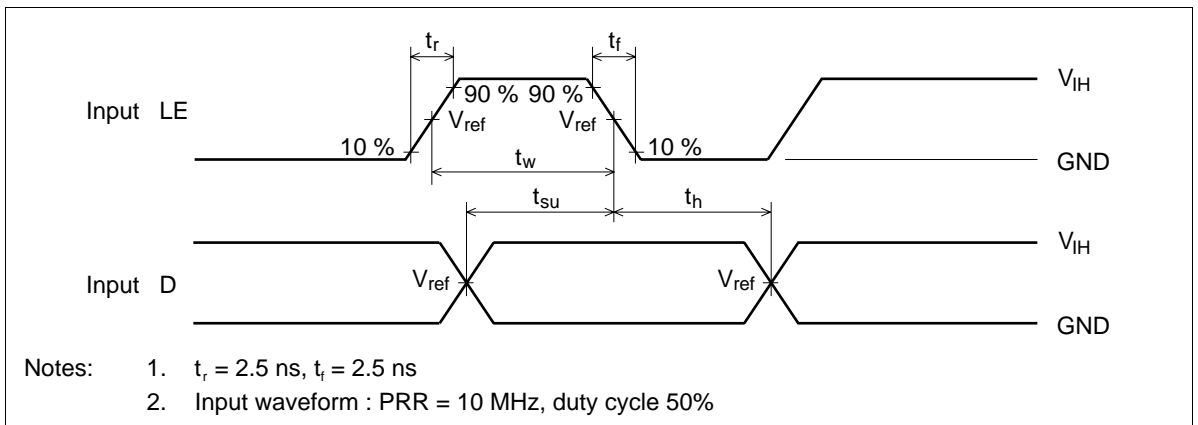 tr tf
VIH
90 % 90 %
Input LE
Vref Vref
10 % 10 %
tw
GND
tsu th
VIH
Vref Vref
Input D
GND
Notes: 1. tr = 2.5 ns, tf = 2.5 ns
2. Input waveform : PRR = 10 MHz, duty cycle 50%